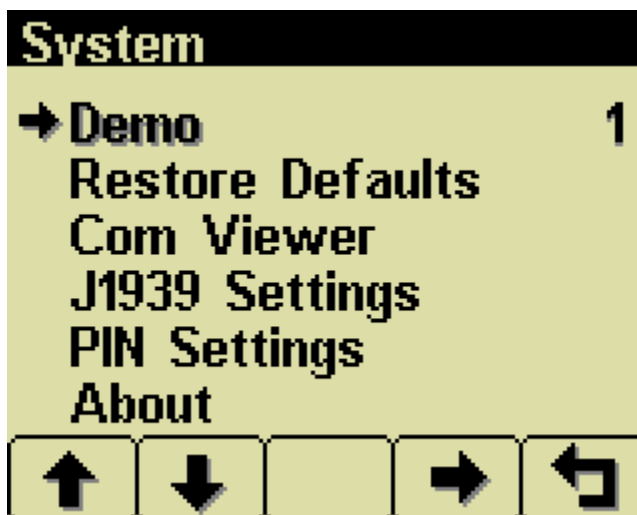 System
Demo 1
Restore Defaults
Com Viewer
J1939 Settings
PIN Settings
About